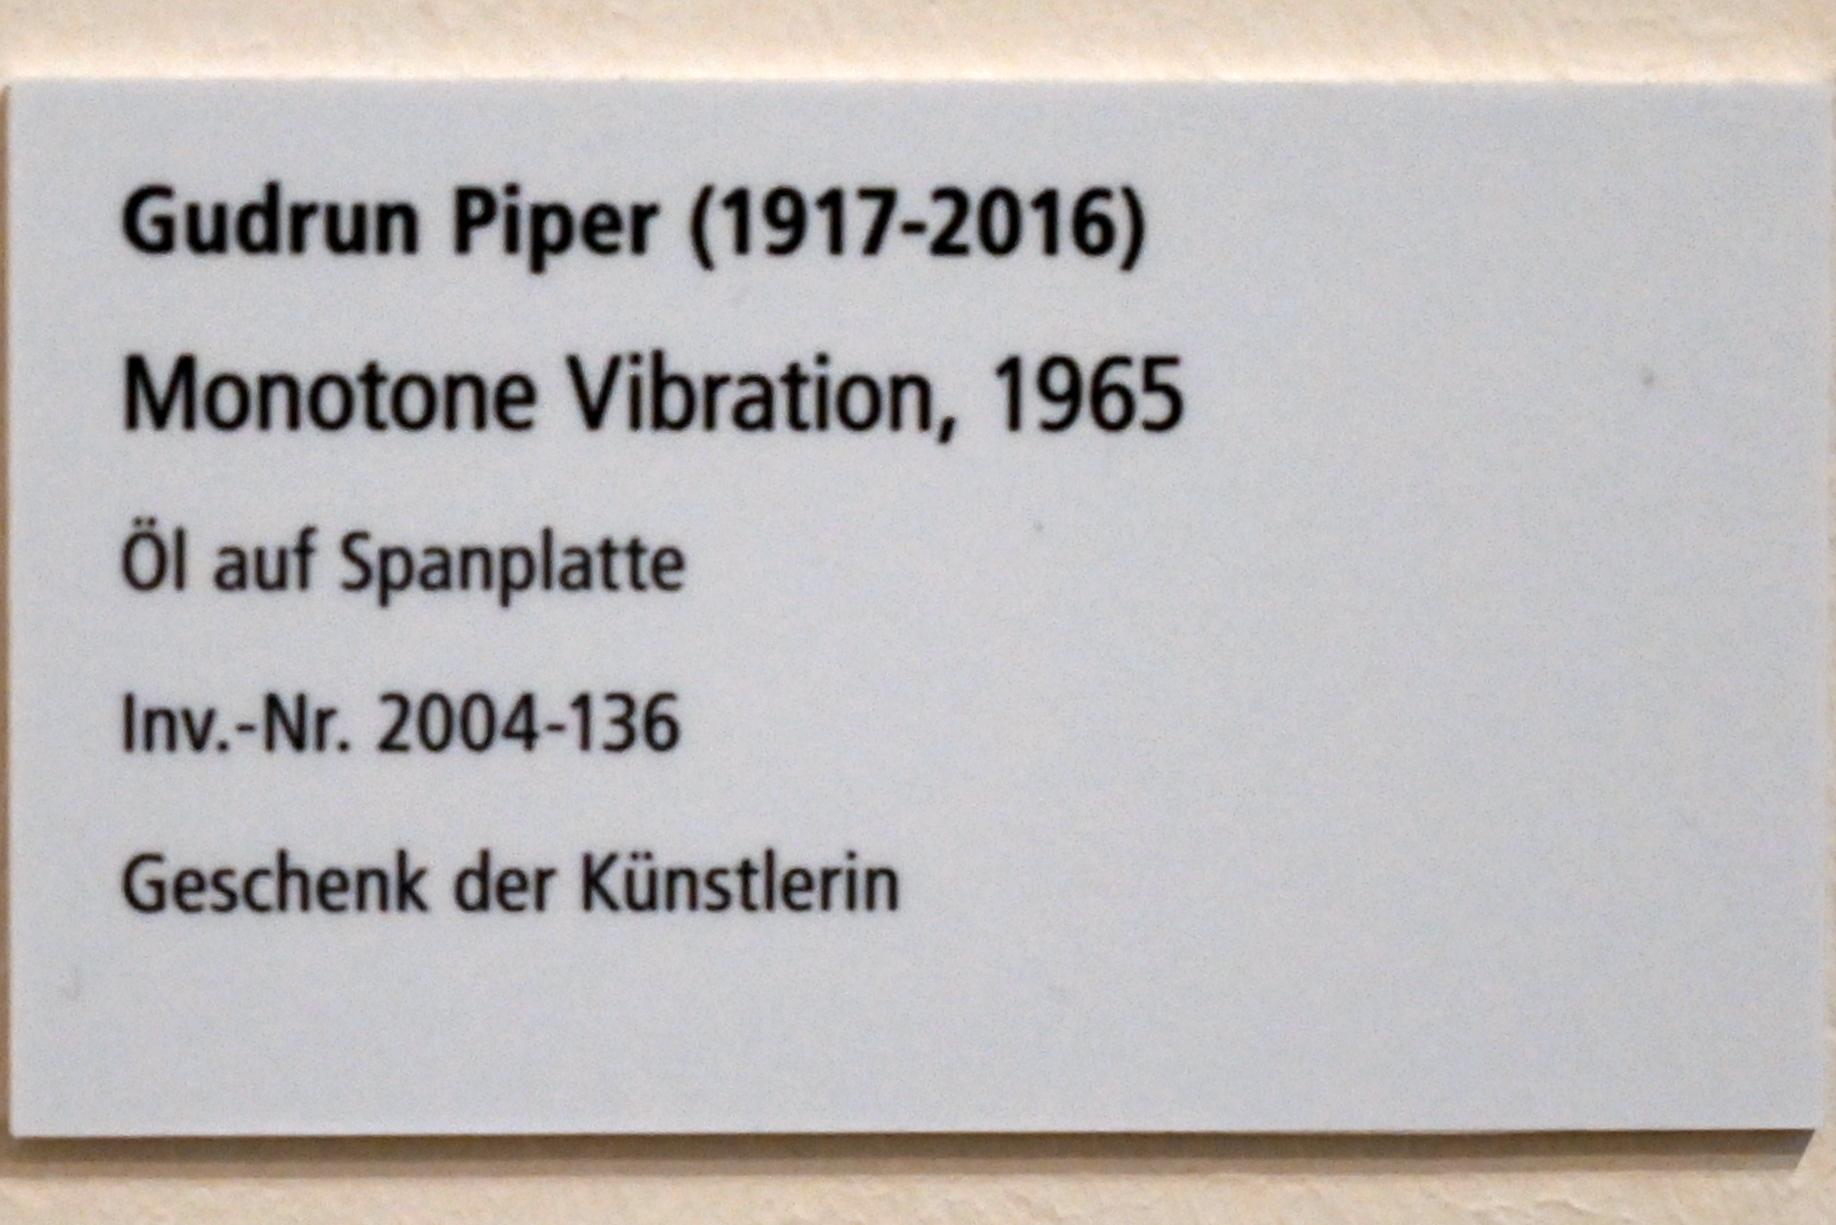 Gudrun Piper (1917-2016)
Monotone Vibration, 1965
Öl auf Spanplatte
Inv.-Nr. 2004-136
Geschenk der Künstlerin